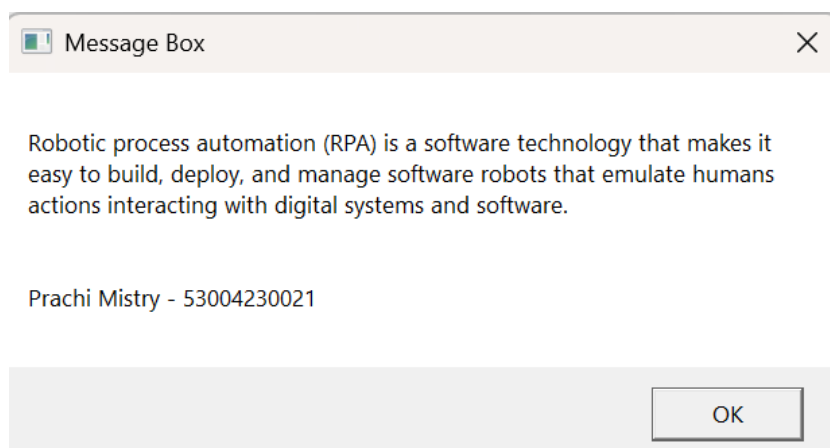 Message Box
Robotic process automation (RPA) is a software technology that makes it
easy to build, deploy, and manage software robots that emulate humans
actions interacting with digital systems and software.
Prachi Mistry - 53004230021
OK